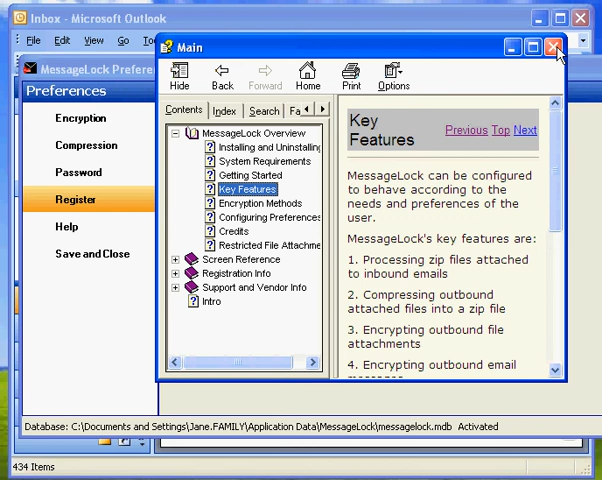 Inbox - Microsoft Outlook
File Edit View Go
Main
MessageLock Prefere
Hide Back Forward Home Print Options
Preferences
Encryption
Compression
Password
Register
Help
Save and Close
Contents Index Search Fa
MessageLock Overview
Installing and Uninstalling
System Requirements
Getting Started
Key Features
Encryption Methods
Configuring Preferences
Credits
Restricted File Attachme
Screen Reference
Registration Info
Support and Vendor Info
Intro
Key
Features
Previous Top Next
MessageLock can be configured
to behave according to the
needs and preferences of the
user.
MessageLock's key features are:
1. Processing zip files attached
to inbound emails
2. Compressing outbound
attached files into a zip file
3. Encrypting outbound file
attachments
4. Encrypting outbound email
Database: C:\Documents and Settings\Jane.FAMILY\Application Data\MessageLock\messagelock.mdb Activated
434 Items